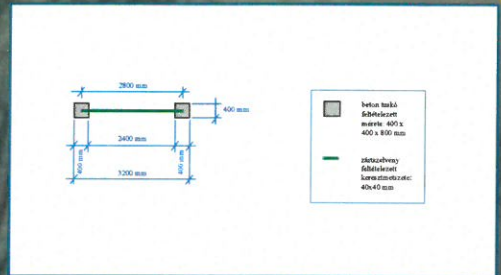 2800 mm
400 mm
2400 mm
400 mm
400 mm
3200 mm
beton tuskó
feltételezett
mérete: 400 x
400 x 800 mm
zártszelvény
feltételezett
keresztmetszete:
40x40 mm